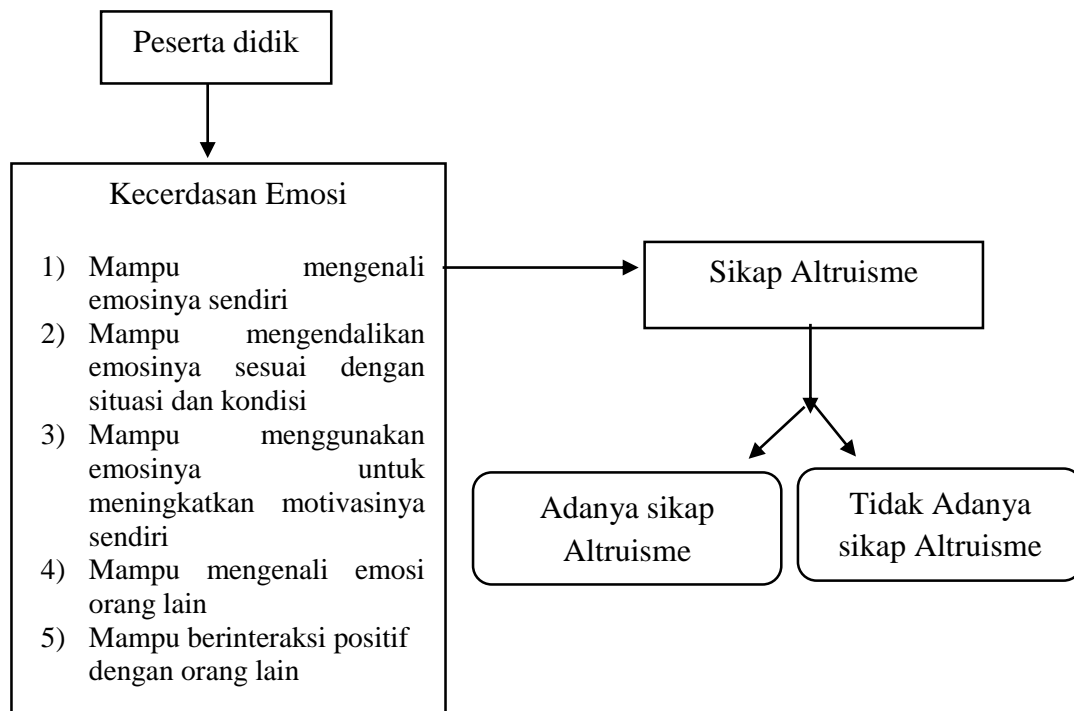 Peserta didik
Kecerdasan Emosi
1) Mampu mengenali
emosinya sendiri
2) Mampu mengendalikan
emosinya sesuai dengan
situasi dan kondisi
3) Mampu menggunakan
emosinya untuk
meningkatkan motivasinya
sendiri
4) Mampu mengenali emosi
orang lain
5) Mampu berinteraksi positif
dengan orang lain
Sikap Altruisme
Adanya sikap
Altruisme
Tidak Adanya
sikap Altruisme